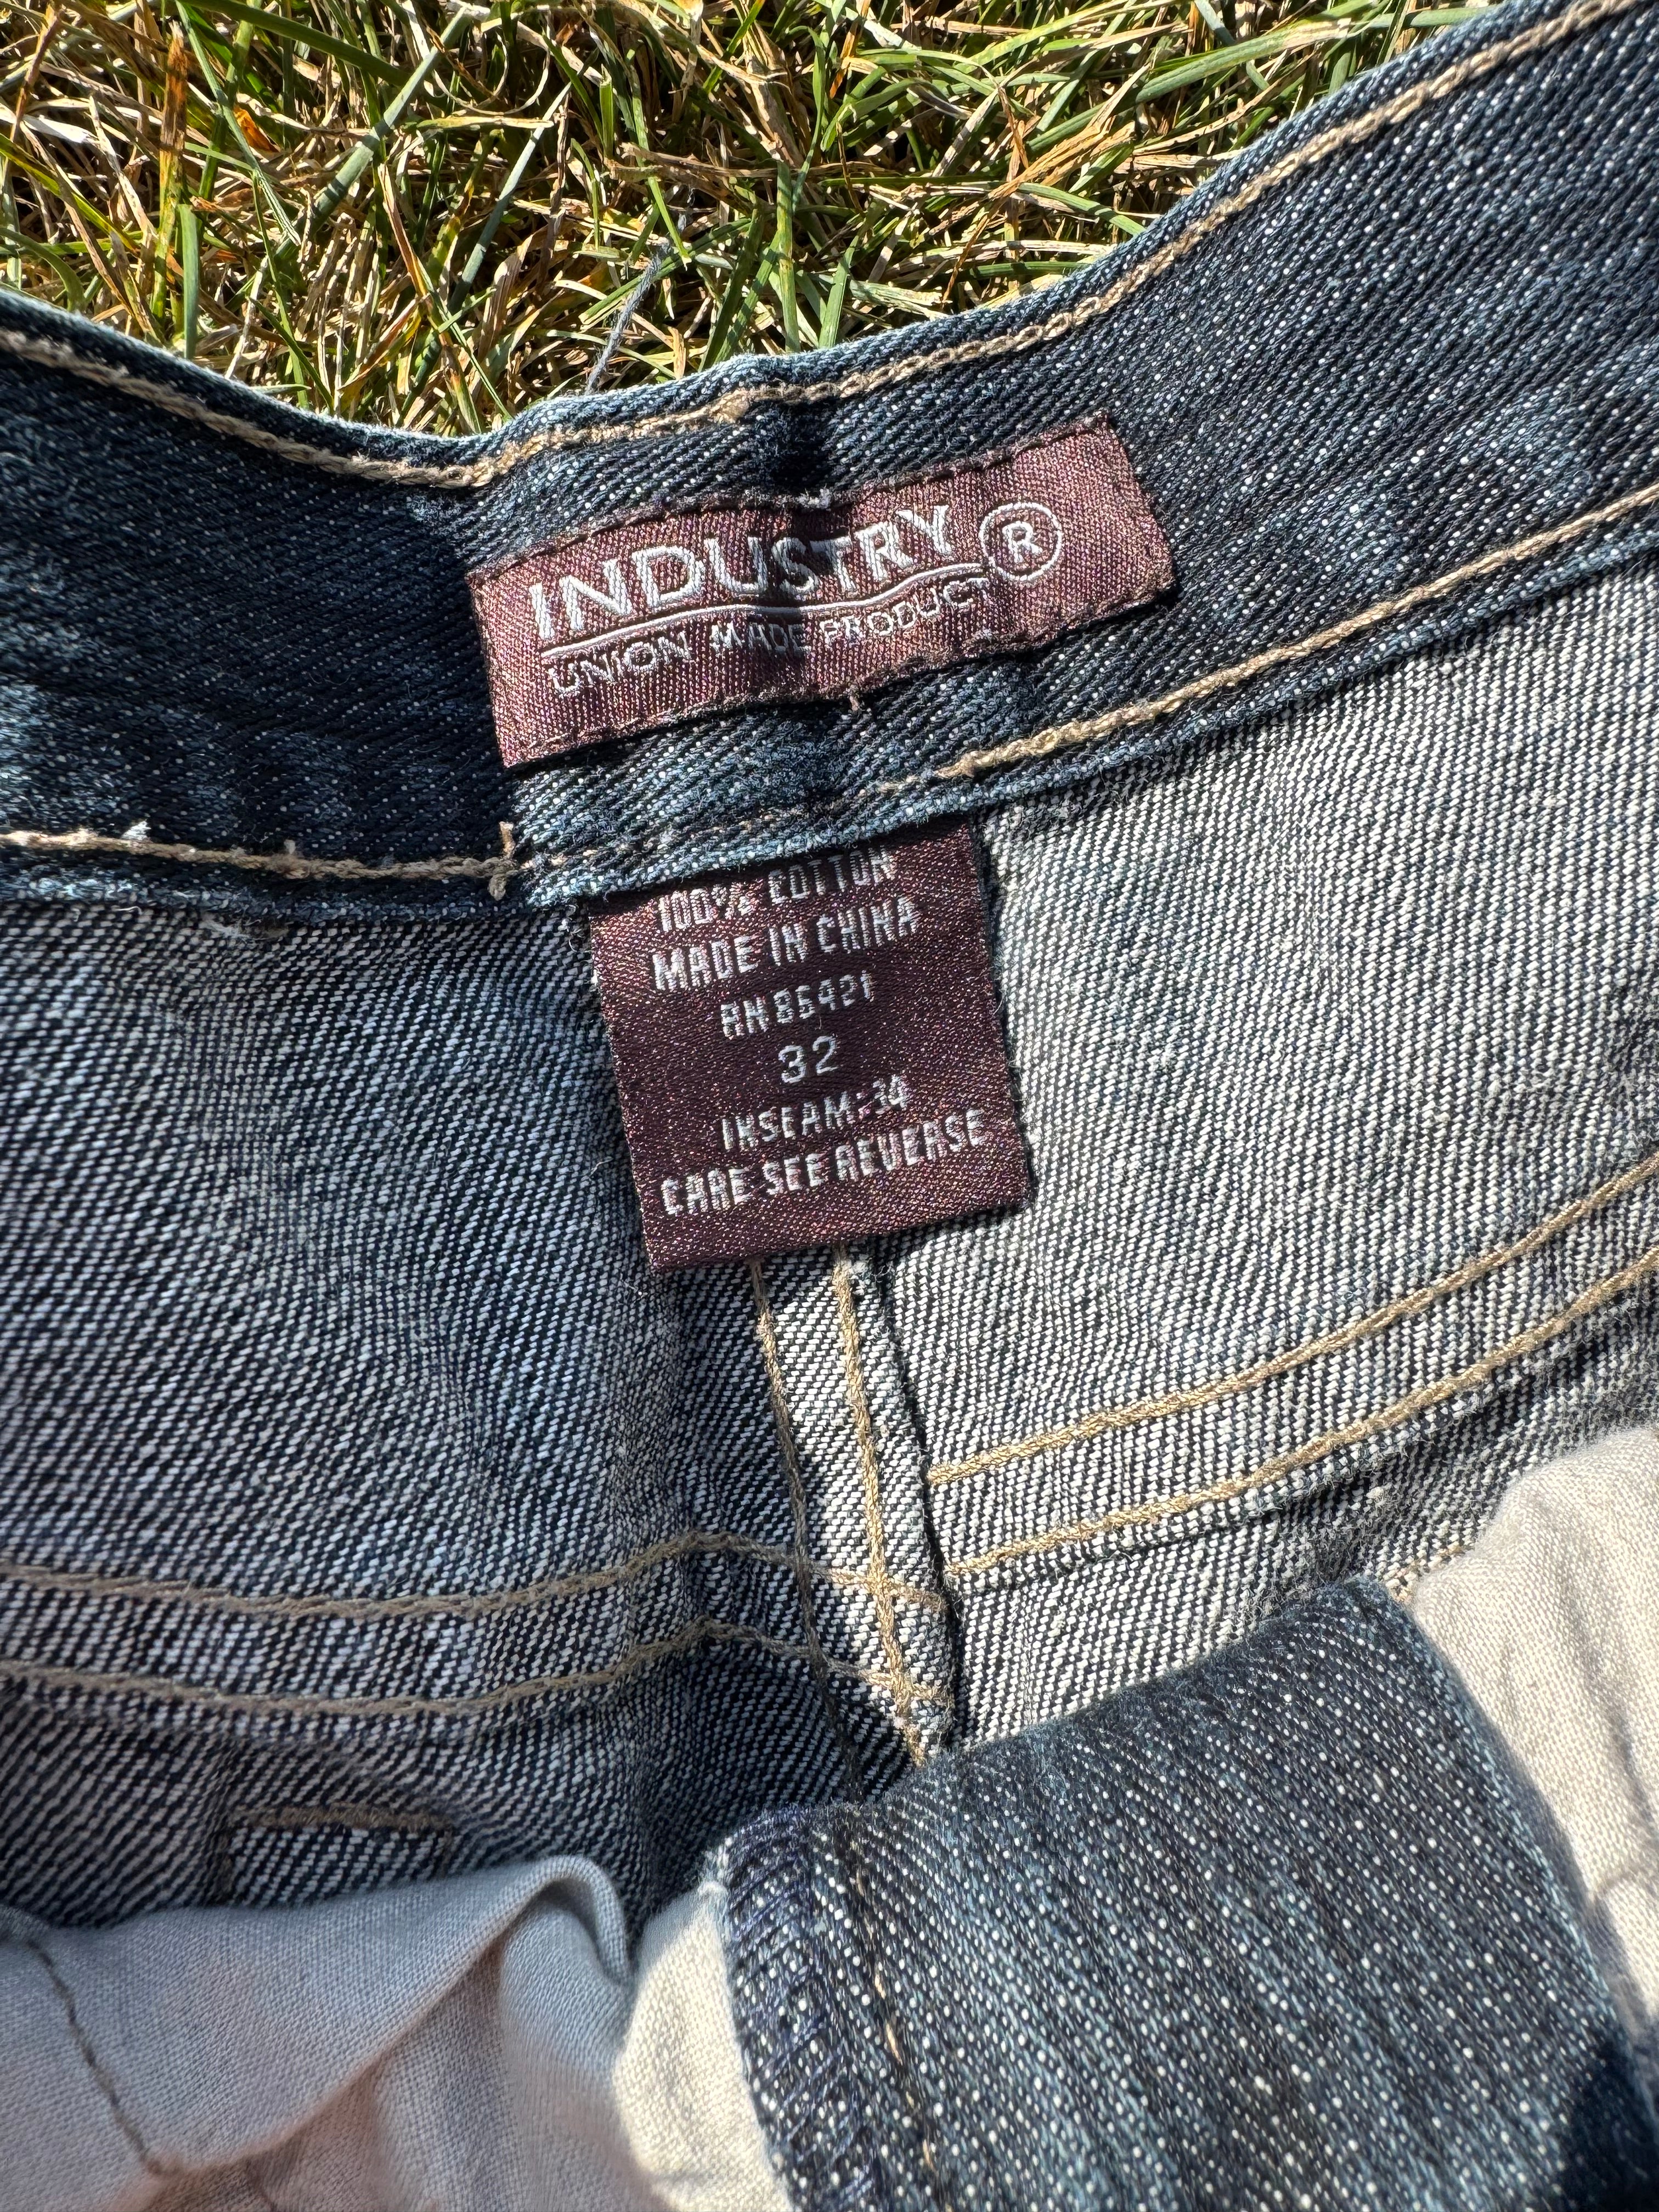 INDUSTRY ®
UNION MADE PRODUCT
100% COTTON
MADE IN CHINA
RN 85421
32
INSEAM:34
CARE SEE REVERSE